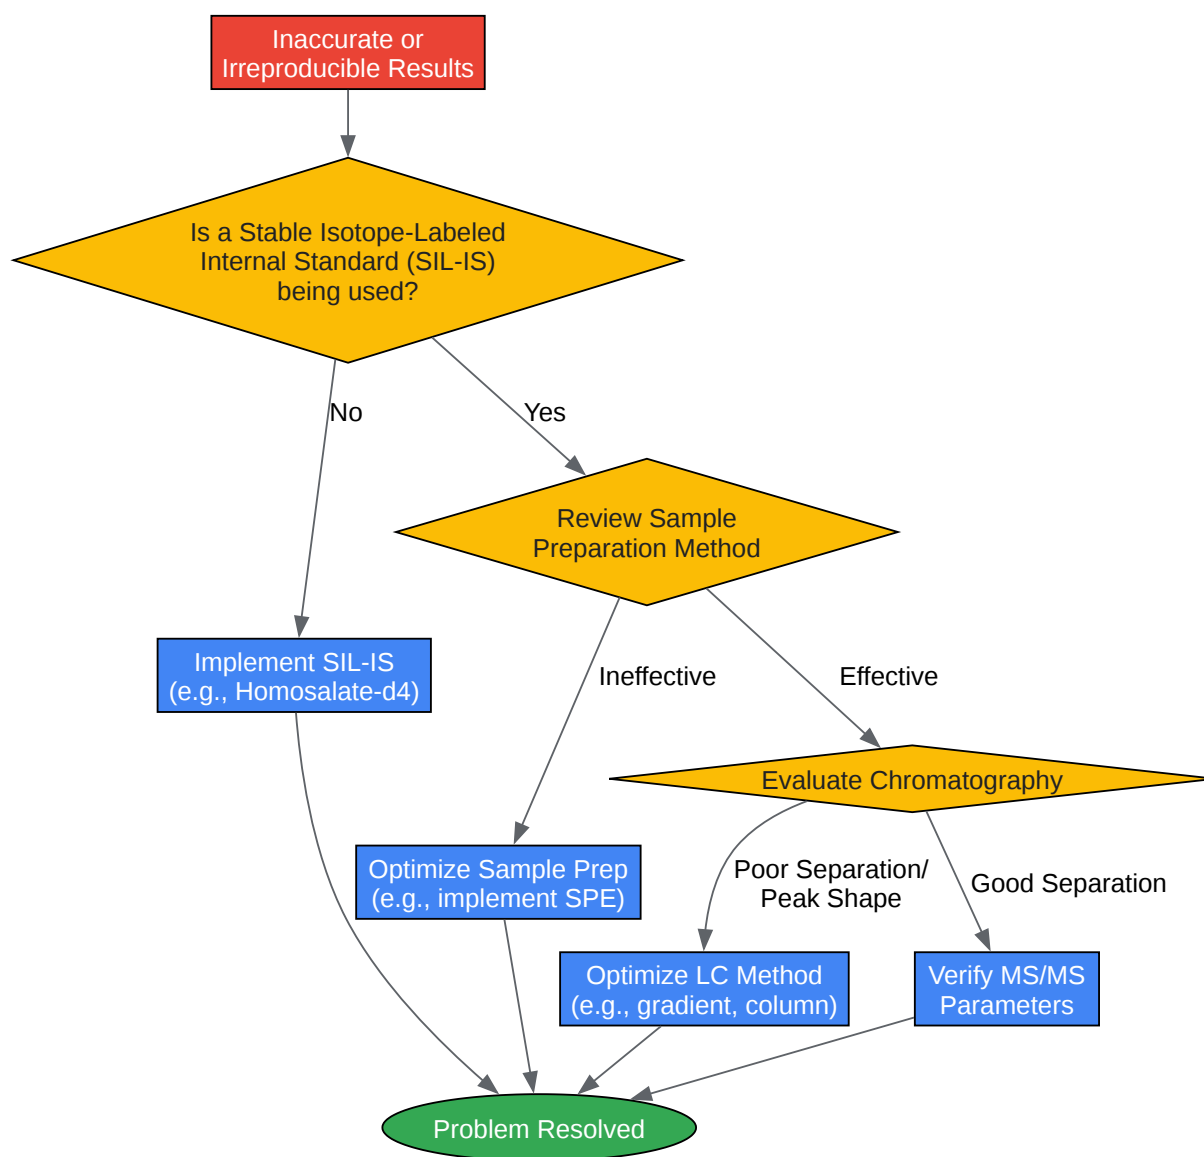 Inaccurate or
Irreproducible Results
Is a Stable Isotope-Labeled
Internal Standard (SIL-IS)
being used?
No
Yes
Review Sample
Preparation Method
Implement SIL-IS
(e.g., Homosalate-d4)
Ineffective
Effective
Evaluate Chromatography
Optimize Sample Prep
(e.g., implement SPE)
Poor Separation/
Peak Shape
Good Separation
Optimize LC Method
(e.g., gradient, column)
Verify MS/MS
Parameters
Problem Resolved